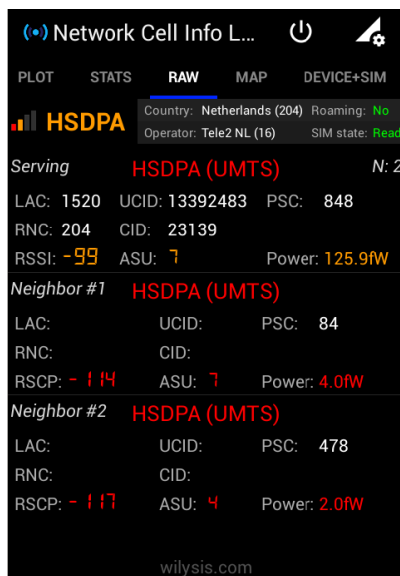 Network Cell Info L...
PLOT STATS RAW MAP DEVICE+SIM
HSDPA
Country: Netherlands (204) Roaming: No
Operator: Tele2 NL (16) SIM state: Read
Serving HSDPA (UMTS) N: 2
LAC: 1520 UCID: 13392483 PSC: 848
RNC: 204 CID: 23139
RSSI: -99 ASU: 7 Power: 125.9fW
Neighbor #1 HSDPA (UMTS)
LAC: UCID: PSC: 84
RNC: CID:
RSCP: -114 ASU: 7 Power: 4.0fW
Neighbor #2 HSDPA (UMTS)
LAC: UCID: PSC: 478
RNC: CID:
RSCP: -117 ASU: 4 Power: 2.0fW
wilysis.com